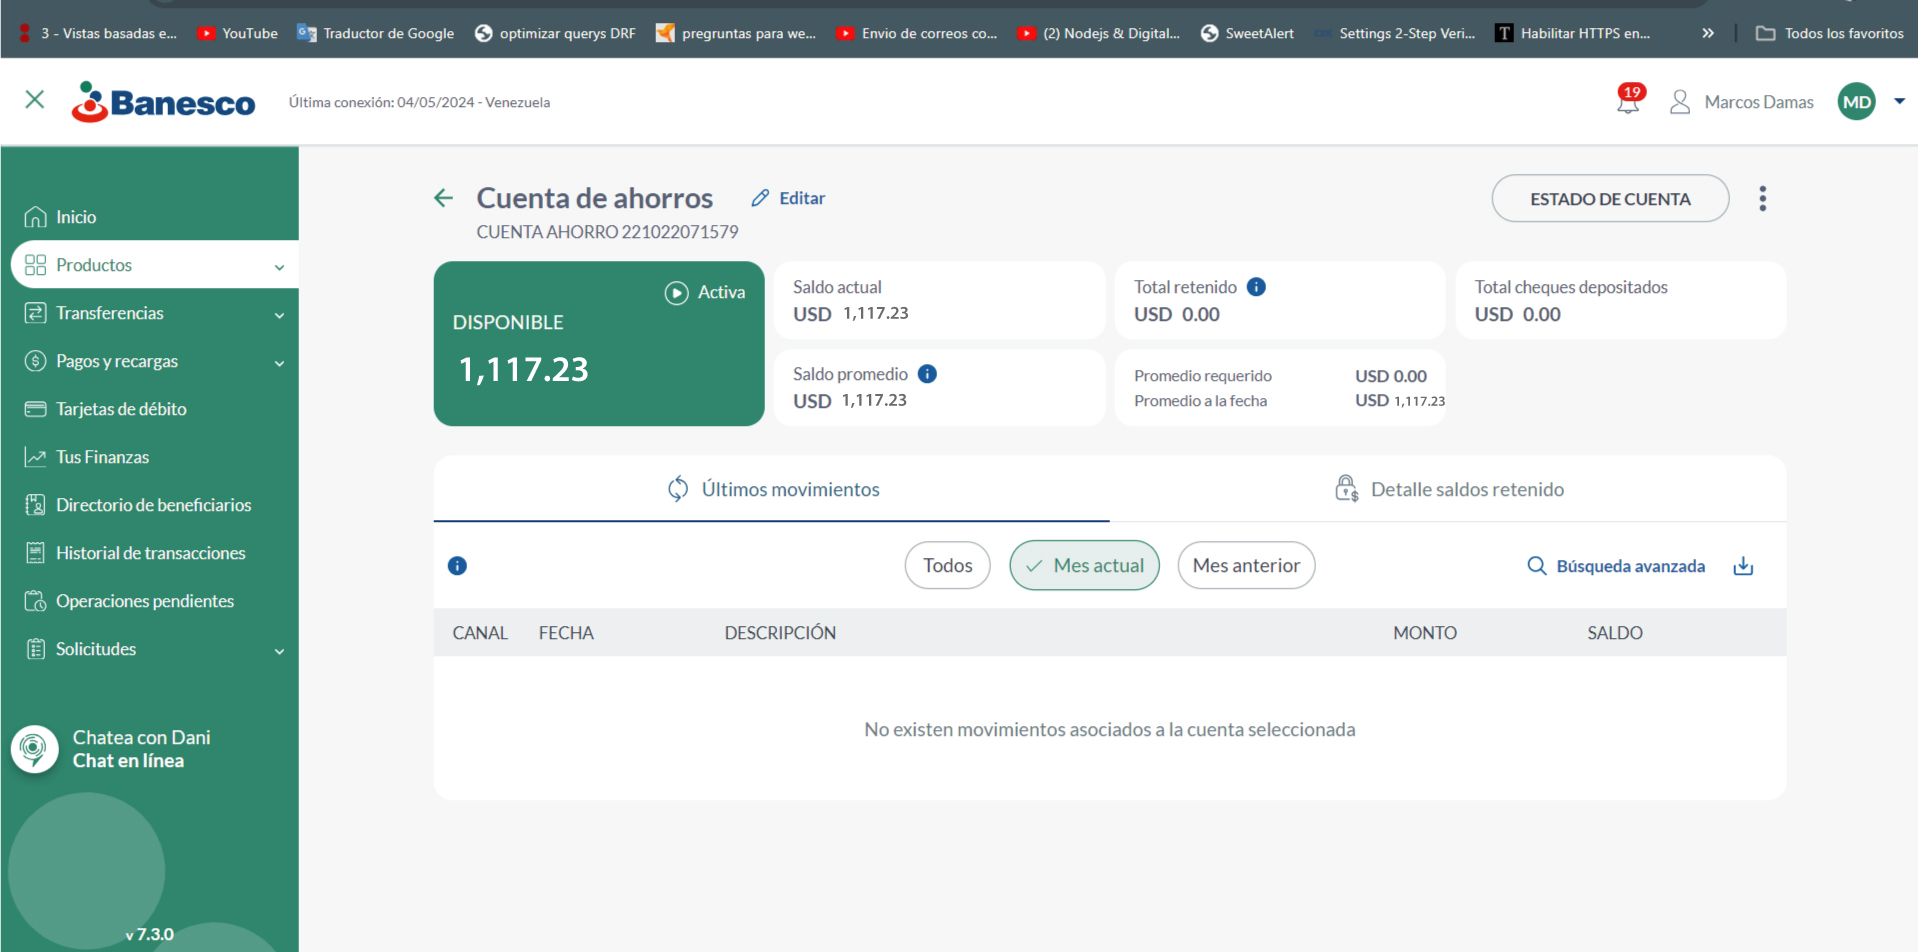 3 - Vistas basadas e...
YouTube
Traductor de Google
optimizar querys DRF
pregruntas para we...
Envio de correos co...
(2) Nodejs & Digital...
SweetAlert
Settings 2-Step Veri...
Habilitar HTTPS en...
»
Todos los favoritos
Banesco
Última conexión: 04/05/2024 - Venezuela
19
Marcos Damas
MD
Inicio
Productos
Transferencias
Pagos y recargas
Tarjetas de débito
Tus Finanzas
Directorio de beneficiarios
Historial de transacciones
Operaciones pendientes
Solicitudes
Chatea con Dani
Chat en línea
v 7.3.0
Cuenta de ahorros
Editar
CUENTA AHORRO 221022071579
ESTADO DE CUENTA
Activa
DISPONIBLE
1,117.23
Saldo actual
USD 1,117.23
Total retenido
USD 0.00
Total cheques depositados
USD 0.00
Saldo promedio
USD 1,117.23
Promedio requerido USD 0.00
Promedio a la fecha USD 1,117.23
Últimos movimientos
Detalle saldos retenido
Todos
Mes actual
Mes anterior
Búsqueda avanzada
CANAL FECHA DESCRIPCIÓN MONTO SALDO
No existen movimientos asociados a la cuenta seleccionada